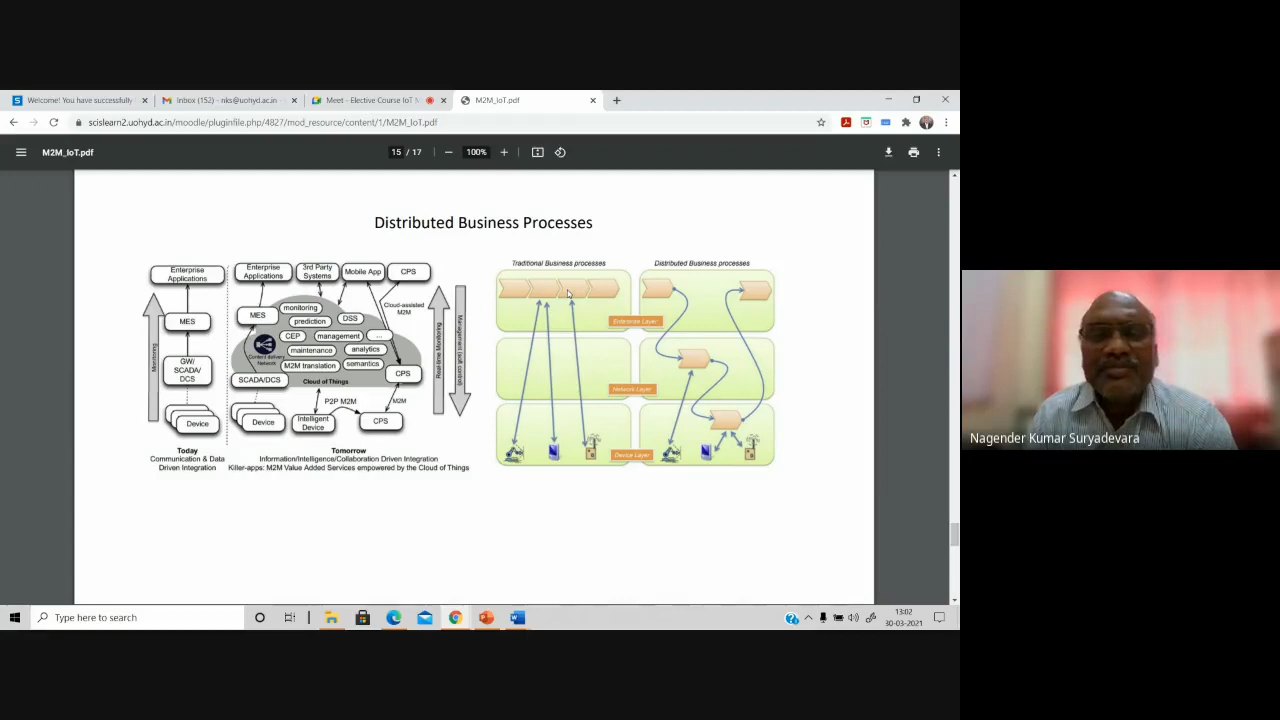 Welcome! You have successfully
Inbox (152) - nks@uohyd.ac.in -
Meet - Elective Course IoT M
M2M_IoT.pdf
scislearn2.uohyd.ac.in/moodle/pluginfile.php/4827/mod_resource/content/1/M2M_IoT.pdf
M2M_IoT.pdf
15 / 17
100%
Distributed Business Processes
Enterprise Applications
MES
GW/ SCADA/ DCS
Device
Monitoring
Today
Communication & Data
Driven Integration
Enterprise Applications
3rd Party Systems
Mobile App
CPS
Cloud-assisted M2M
MES
monitoring
prediction
DSS
CEP
management
...
Content delivery Network
maintenance
analytics
M2M translation
semantics
CPS
SCADA/DCS
Cloud of Things
P2P M2M
M2M
Device
Intelligent Device
CPS
Real-time Monitoring
Management (soft control)
Tomorrow
Information/Intelligence/Collaboration Driven Integration
Killer-apps: M2M Value Added Services empowered by the Cloud of Things
Traditional Business processes
Distributed Business processes
Enterprise Layer
Network Layer
Device Layer
Nagender Kumar Suryadevara
Type here to search
13:02
30-03-2021